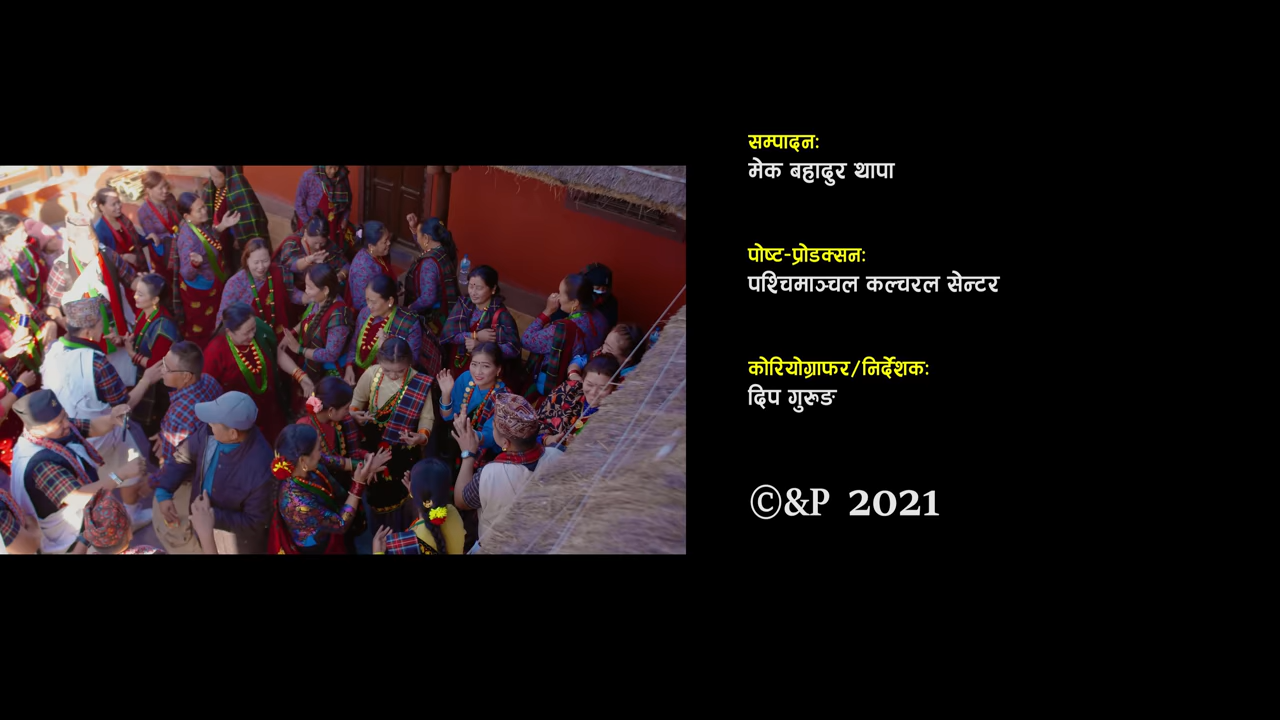 सम्पादन:
मेक बहादुर थापा
पोष्ट-प्रोडक्सन:
पश्चिमाञ्चल कल्चरल सेन्टर
कोरियोग्राफर/निर्देशक:
दिप गुरूङ
©&P 2021